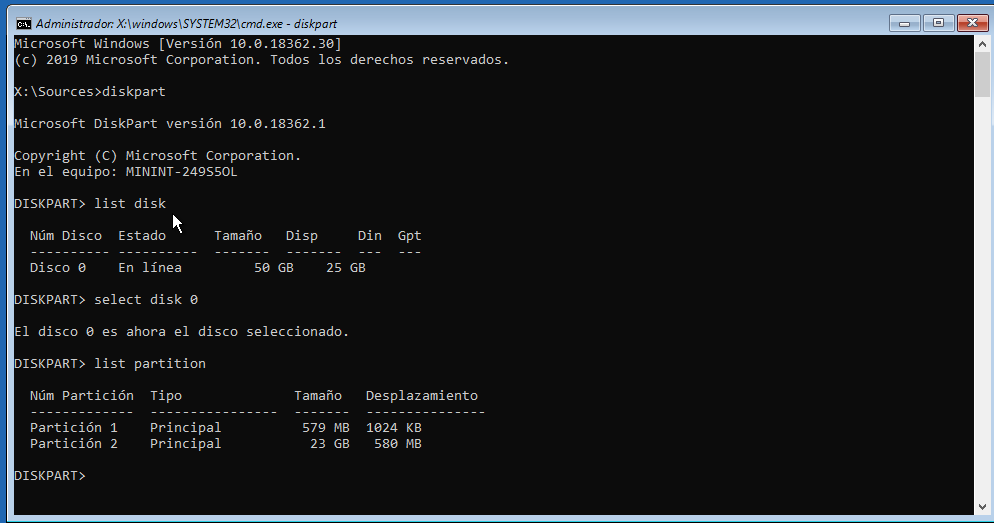 Administrador: X:\windows\SYSTEM32\cmd.exe - diskpart
Microsoft Windows [Versión 10.0.18362.30]
(c) 2019 Microsoft Corporation. Todos los derechos reservados.
X:\Sources>diskpart
Microsoft DiskPart versión 10.0.18362.1
Copyright (C) Microsoft Corporation.
En el equipo: MININT-249S5OL
DISKPART> list disk
Núm Disco  Estado      Tamaño   Disp     Din  Gpt
---------- ----------  -------  -------  ---  ---
Disco 0    En línea         50 GB    25 GB
DISKPART> select disk 0
El disco 0 es ahora el disco seleccionado.
DISKPART> list partition
Núm Partición  Tipo              Tamaño   Desplazamiento
-------------  ----------------  -------  ---------------
Partición 1    Principal          579 MB  1024 KB
Partición 2    Principal           23 GB   580 MB
DISKPART>